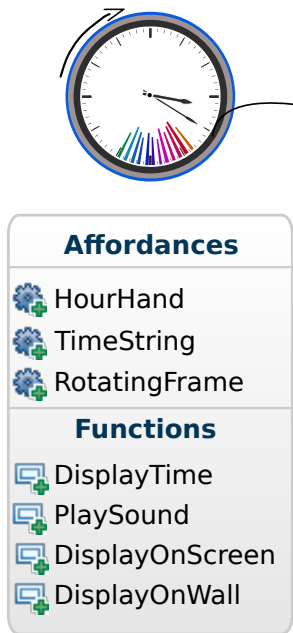 Affordances
HourHand
TimeString
RotatingFrame
Functions
DisplayTime
PlaySound
DisplayOnScreen
DisplayOnWall